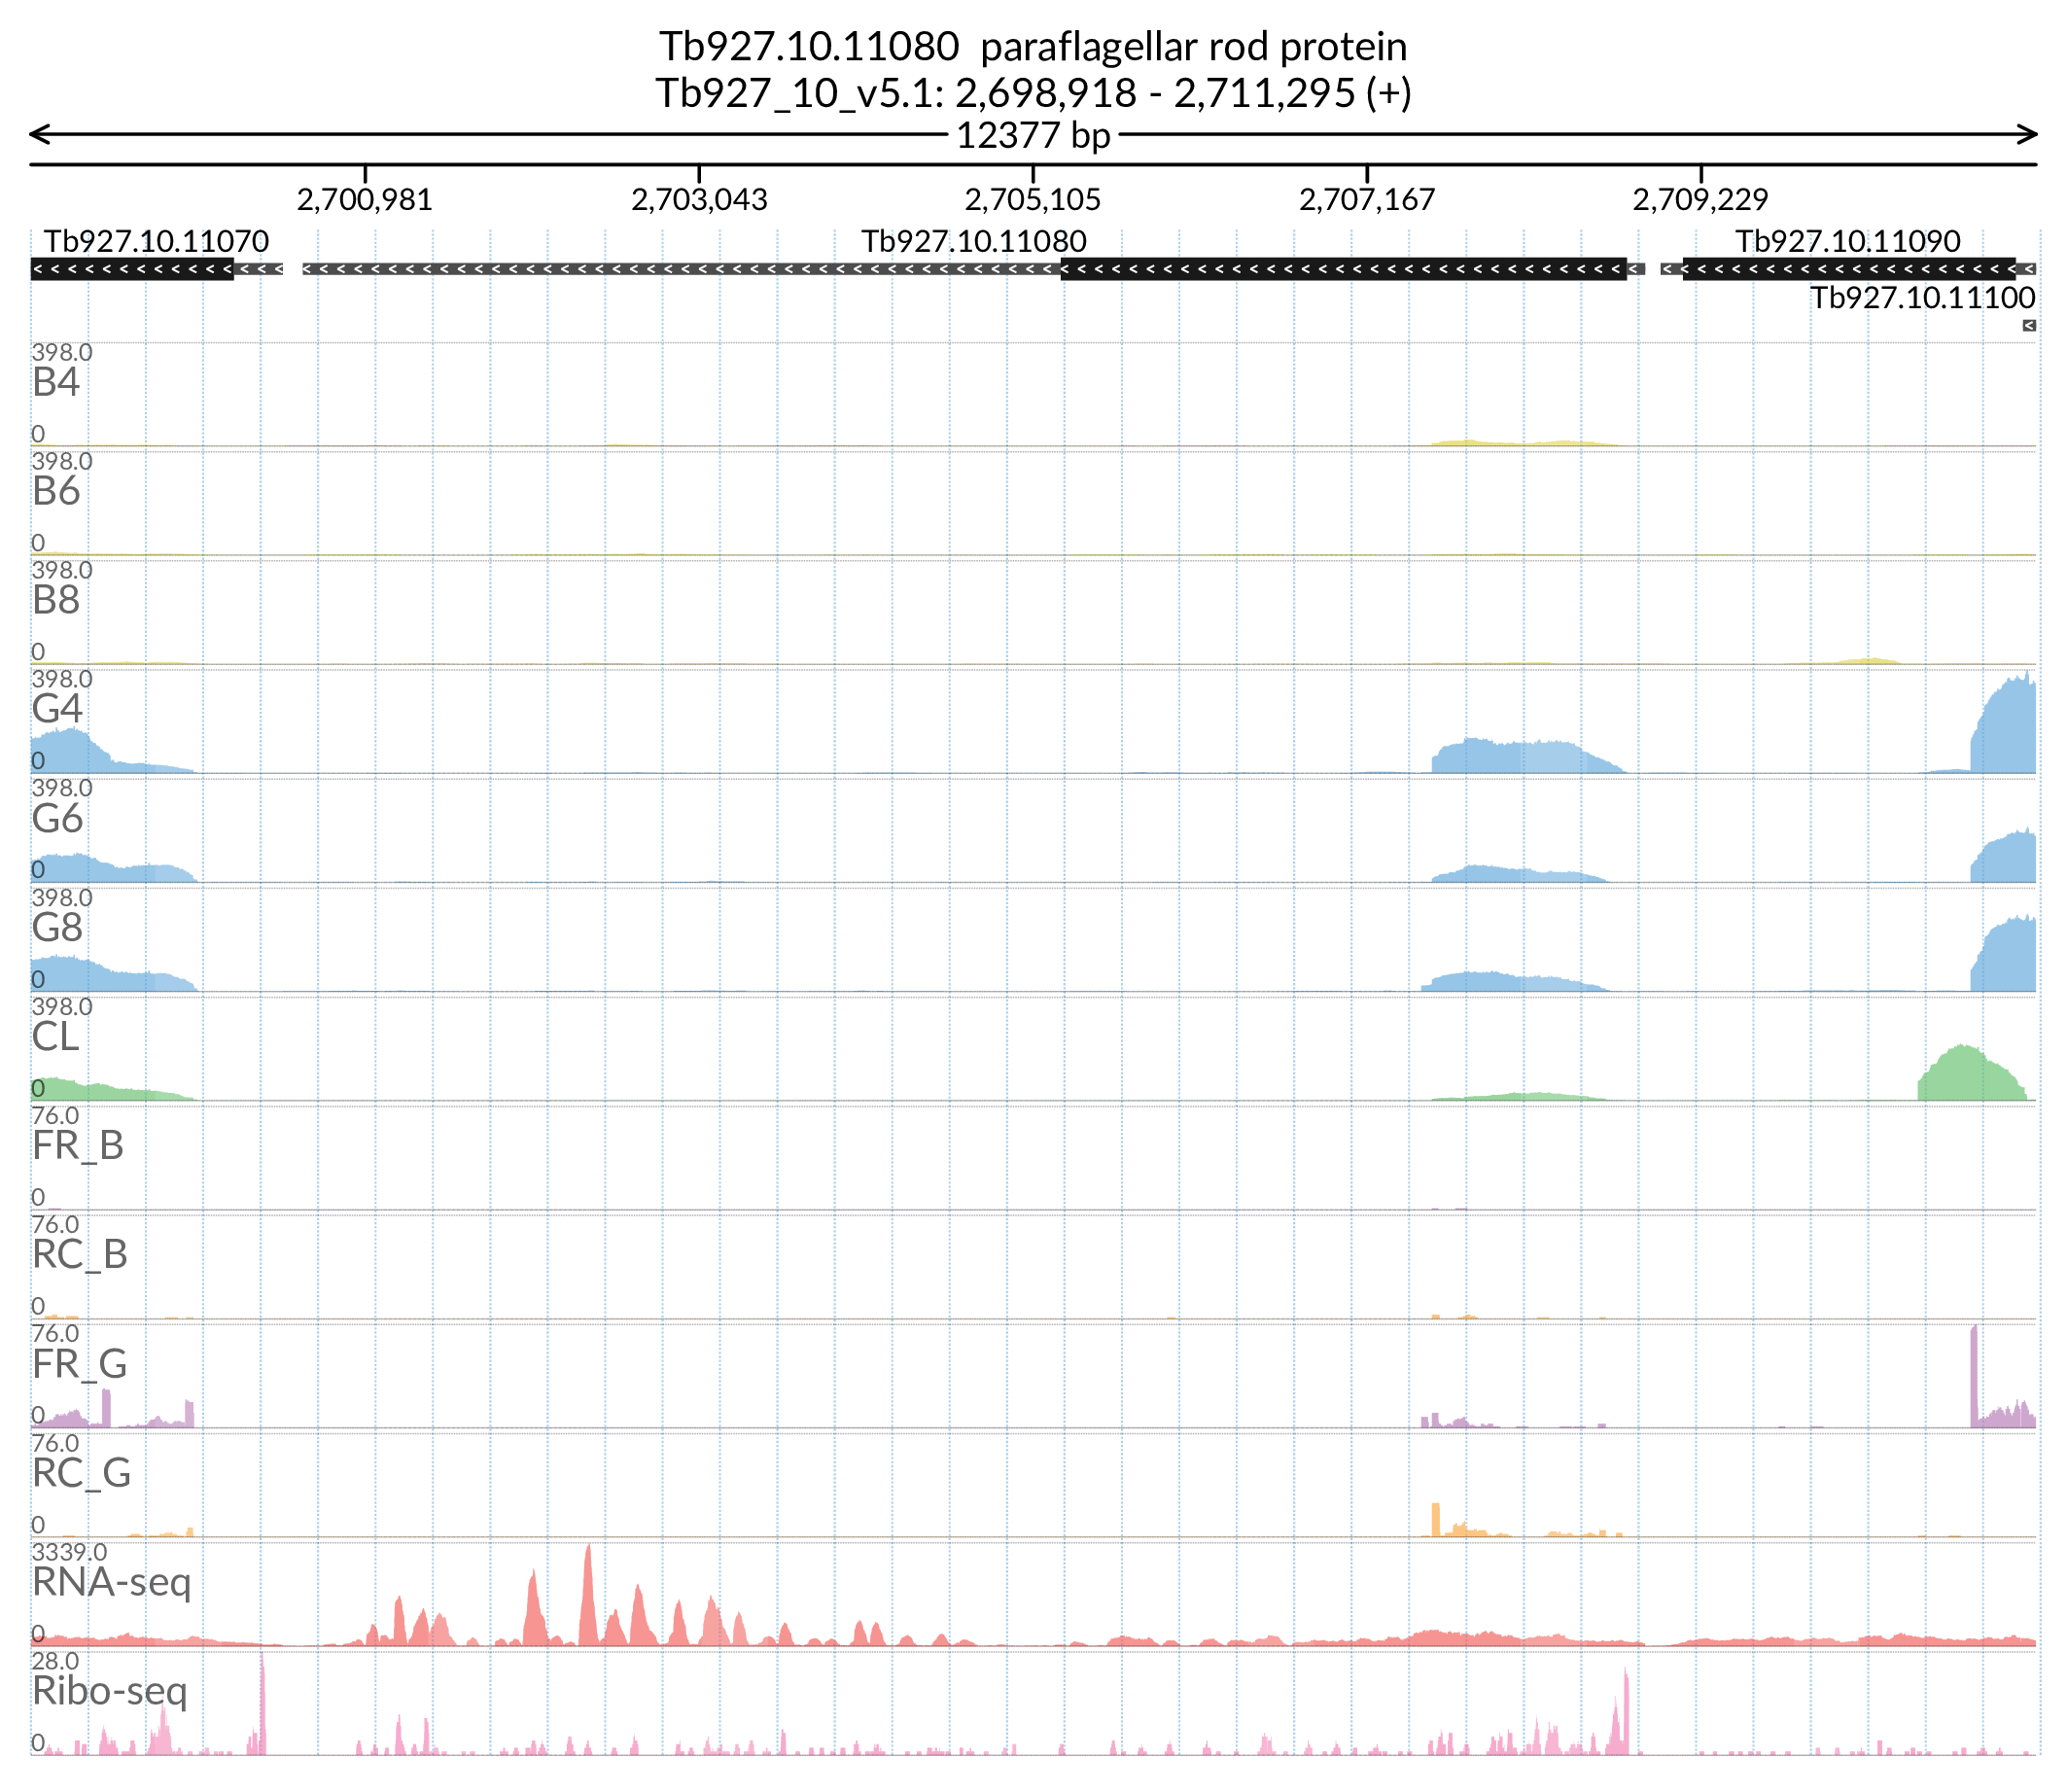 Tb927.10.11080 paraflagellar rod protein
Tb927_10_v5.1: 2,698,918 - 2,711,295 (+)
12377 bp
2,700,981 2,703,043 2,705,105 2,707,167 2,709,229
Tb927.10.11070 Tb927.10.11080 Tb927.10.11090
Tb927.10.11100
398.0
B4
0
398.0
B6
0
398.0
B8
0
398.0
G4
0
398.0
G6
0
398.0
G8
0
398.0
CL
0
76.0
FR_B
0
76.0
RC_B
0
76.0
FR_G
0
76.0
RC_G
0
3339.0
RNA-seq
0
28.0
Ribo-seq
0